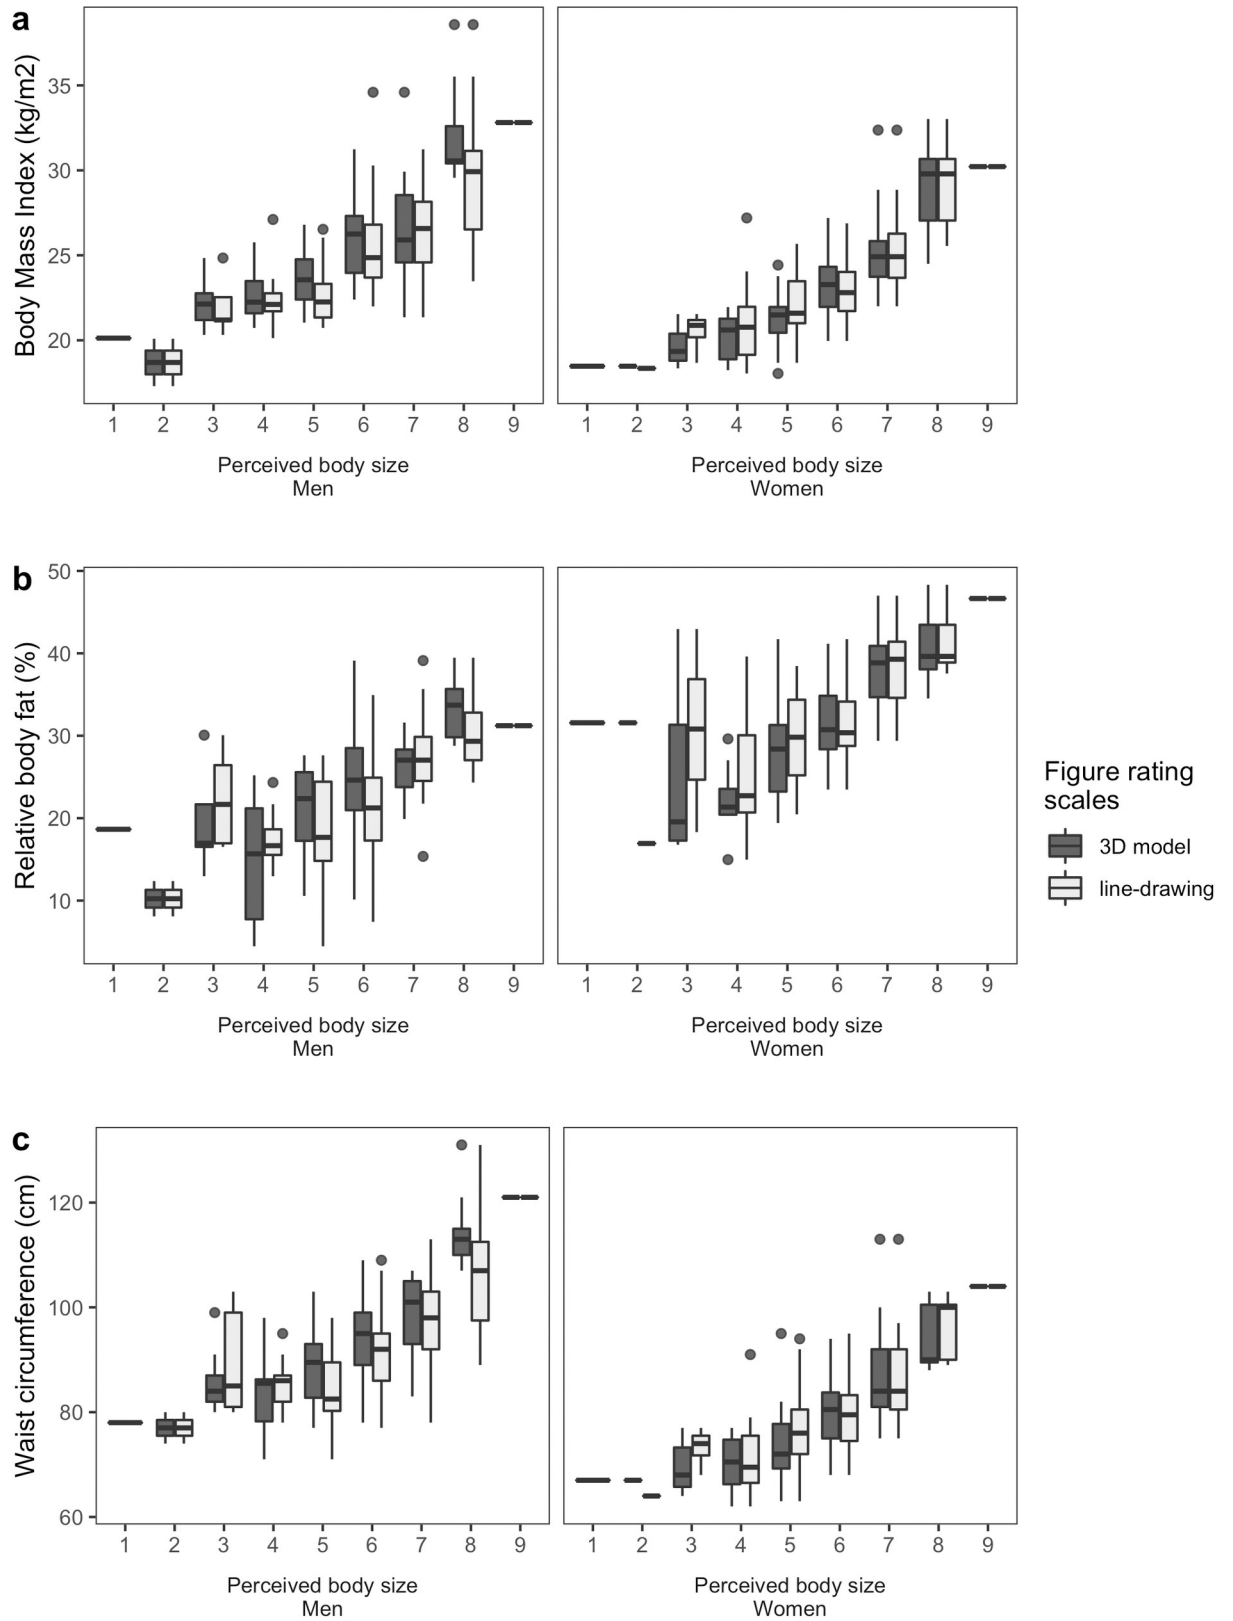 a
Body Mass Index (kg/m2)
35
30
25
20
1 2 3 4 5 6 7 8 9
Perceived body size
Men
1 2 3 4 5 6 7 8 9
Perceived body size
Women
b
Relative body fat (%)
50
40
30
20
10
1 2 3 4 5 6 7 8 9
Perceived body size
Men
1 2 3 4 5 6 7 8 9
Perceived body size
Women
Figure rating
scales
3D model
line-drawing
c
Waist circumference (cm)
120
100
80
60
1 2 3 4 5 6 7 8 9
Perceived body size
Men
1 2 3 4 5 6 7 8 9
Perceived body size
Women